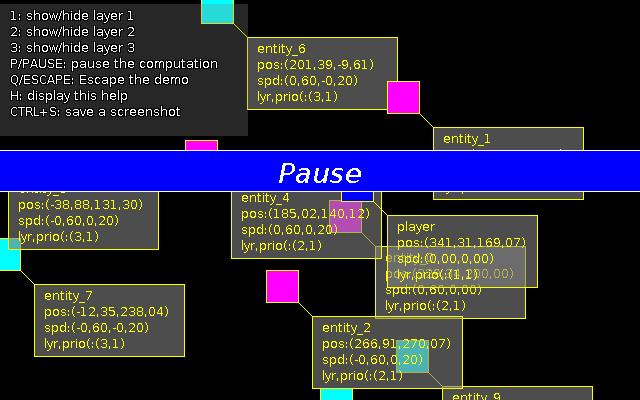 1: show/hide layer 1
2: show/hide layer 2
3: show/hide layer 3
P/PAUSE: pause the computation
Q/ESCAPE: Escape the demo
H: display this help
CTRL+S: save a screenshot
entity_6
pos:(201,39,-9,61)
spd:(0,60,-0,20)
lyr,prio(:(3,1)
entity_1
Pause
pos:(-38,88,131,30)
spd:(-0,60,0,20)
lyr,prio(:(3,1)
entity_4
pos:(185,02,140,12)
spd:(0,60,0,20)
lyr,prio(:(2,1)
player
pos:(341,31,169,07)
spd:(0,00,0,00)
lyr,prio(:(1,1)
spd:(0,60,0,00)
lyr,prio(:(2,1)
entity_7
pos:(-12,35,238,04)
spd:(-0,60,-0,20)
lyr,prio(:(3,1)
entity_2
pos:(266,91,270,07)
spd:(-0,60,0,20)
lyr,prio(:(2,1)
entity_9